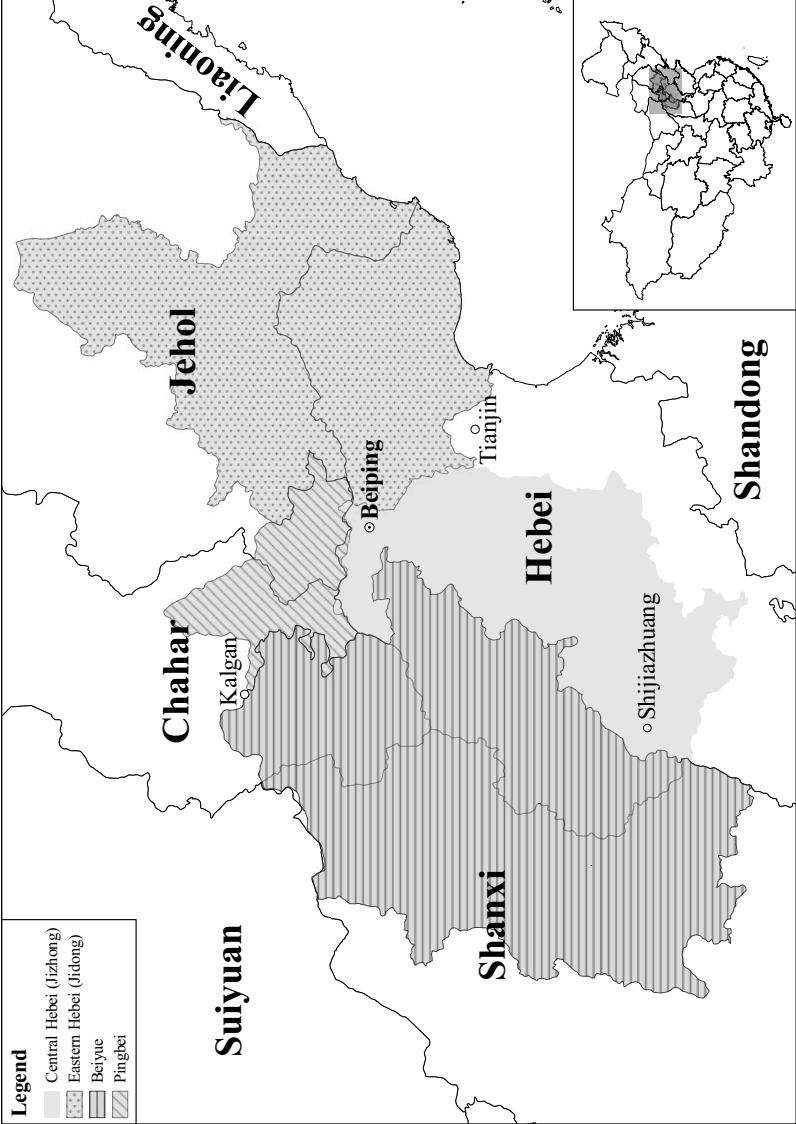 Legend
Central Hebei (Jizhong)
Eastern Hebei (Jidong)
Beiyue
Pingbei
Suiyuan
Chahar
Kalgan
Jehol
Liaoning
Beiping
Tianjin
Hebei
Shijiazhuang
Shanxi
Shandong